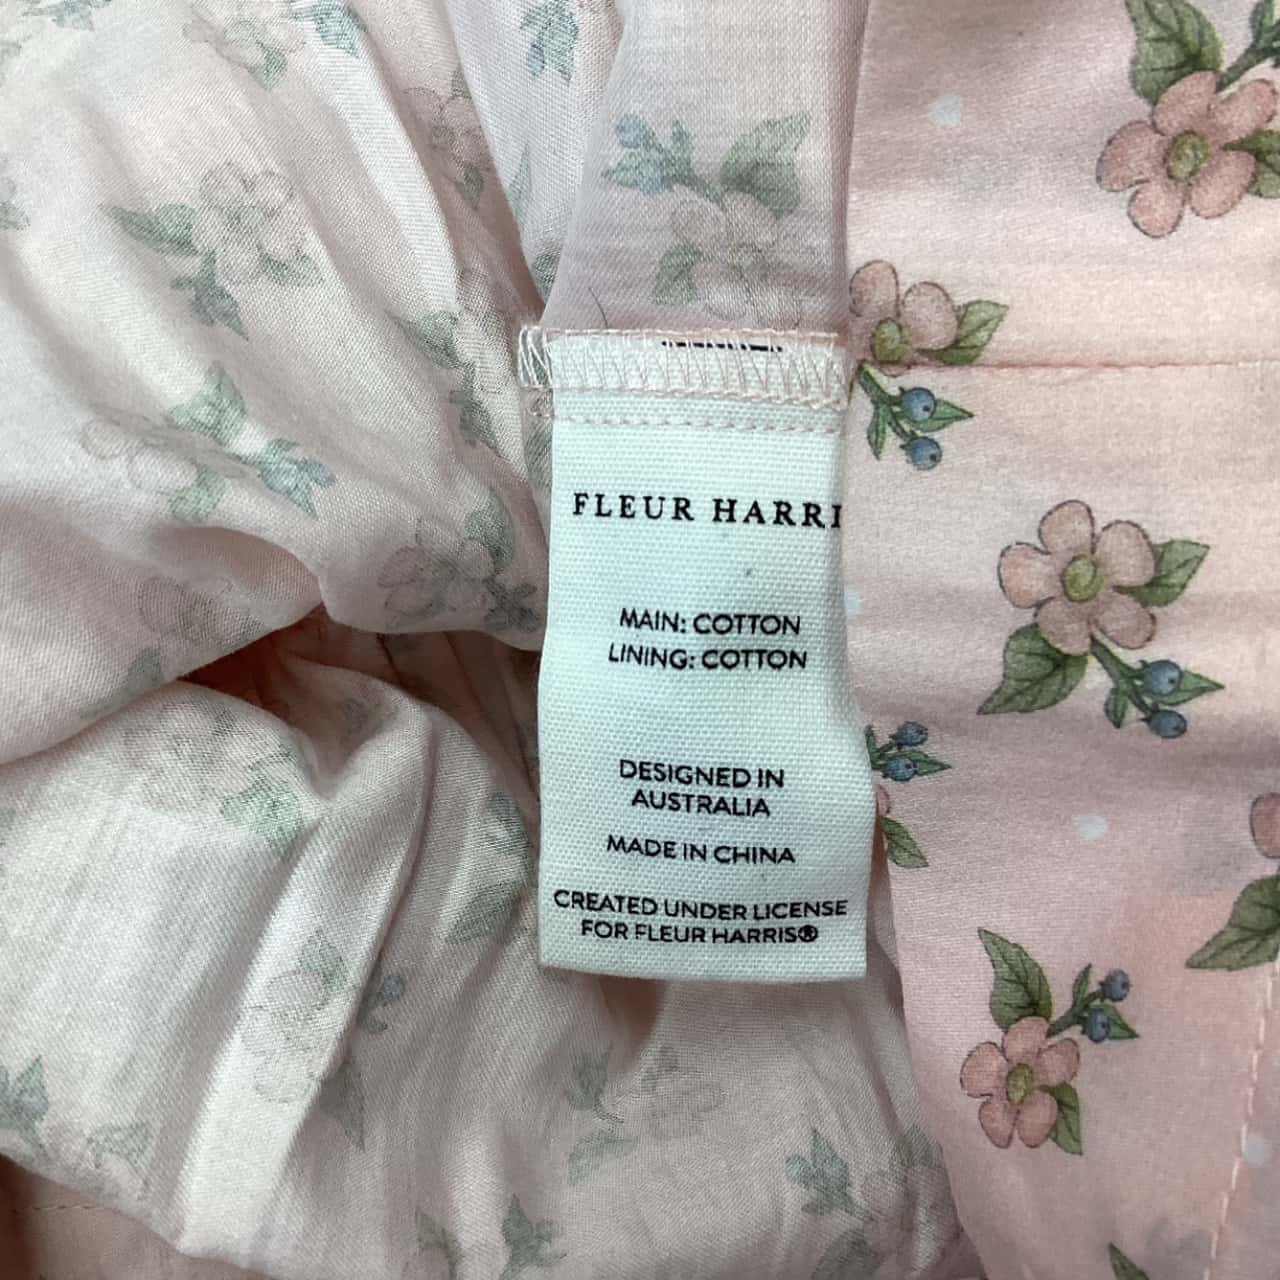 FLEUR HARRI
MAIN: COTTON
LINING: COTTON
DESIGNED IN
AUSTRALIA
MADE IN CHINA
CREATED UNDER LICENSE
FOR FLEUR HARRIS®